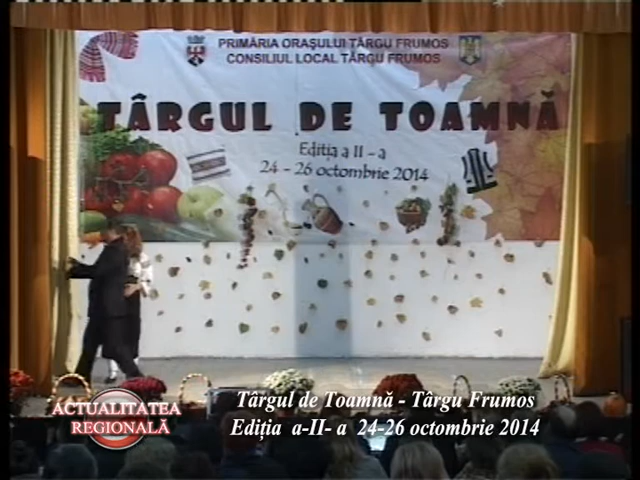 PRIMĂRIA ORAȘULUI TÂRGU FRUMOS
CONSILIUL LOCAL TÂRGU FRUMOS
TÂRGUL DE TOAMNĂ
Editia a II - a
24 - 26 octombrie 2014
ACTUALITATEA
REGIONALĂ
Târgul de Toamnă - Târgu Frumos
Ediția a-II- a 24-26 octombrie 2014